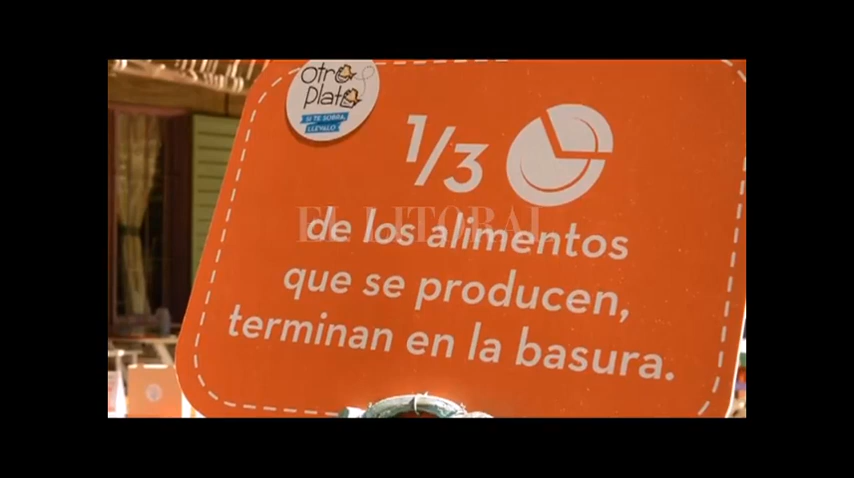 otro
plato
SI TE SOBRA,
LLEVALO
1/3
de los alimentos
EL LITORAL
que se producen,
terminan en la basura.